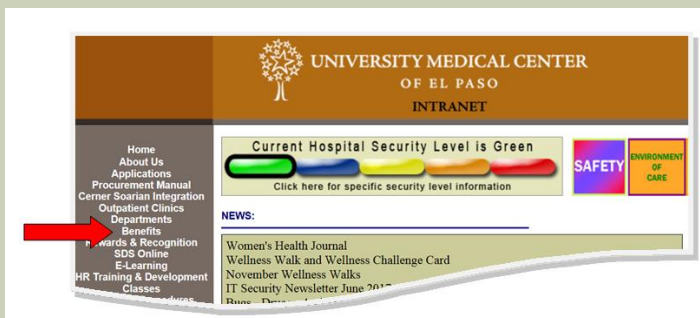 UNIVERSITY MEDICAL CENTER
OF EL PASO
INTRANET
Home
About Us
Applications
Procurement Manual
Cerner Soarian Integration
Outpatient Clinics
Departments
Benefits
& Recognition
SDS Online
E-Learning
HR Training & Development
Classes
Current Hospital Security Level is Green
Click here for specific security level information
SAFETY
ENVIRONMENT
OF
CARE
NEWS:
Women's Health Journal
Wellness Walk and Wellness Challenge Card
November Wellness Walks
IT Security Newsletter June 2017
Bugs